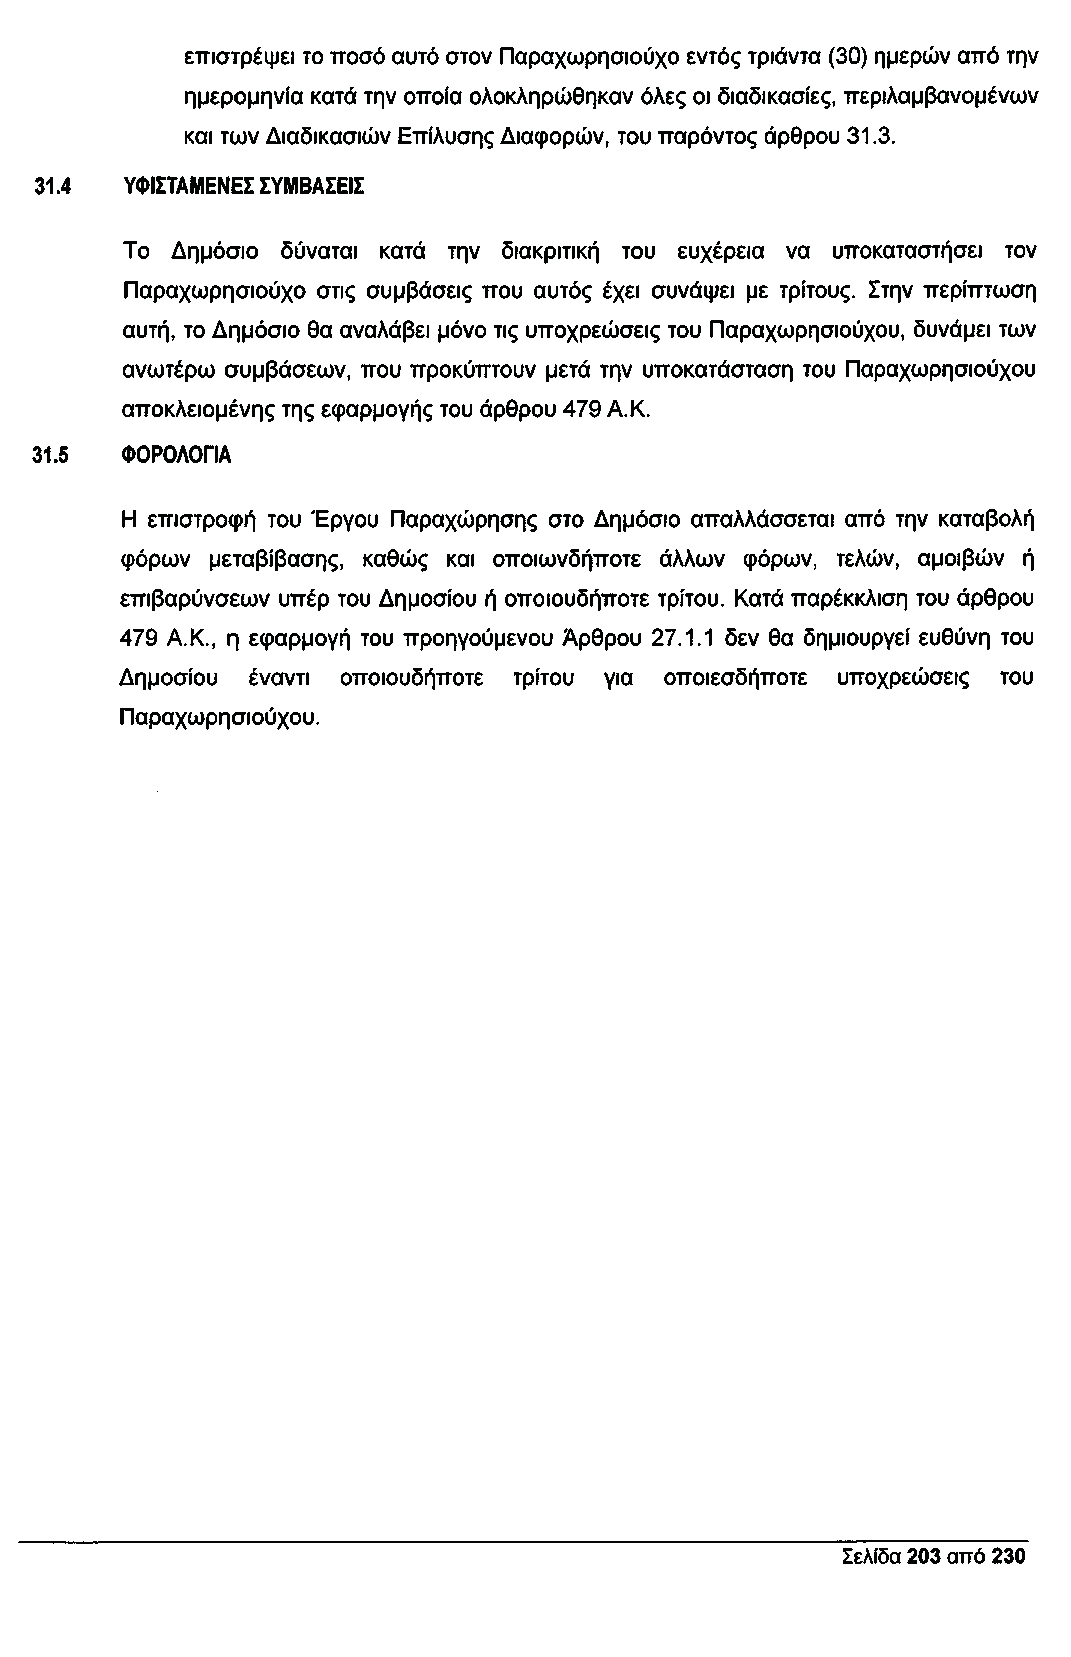 επιστρέψει το ποσό αυτό στον Παραχωρησιούχο εντός τριάντα (30) ημερών από την
ημερομηνία κατά την οποία ολοκληρώθηκαν όλες οι διαδικασίες, περιλαμβανομένων
και των Διαδικασιών Επίλυσης Διαφορών, του παρόντος άρθρου 31.3.
31.4 ΥΦΙΣΤΑΜΕΝΕΣ ΣΥΜΒΑΣΕΙΣ
Το Δημόσιο δύναται κατά την διακριτική του ευχέρεια να υποκαταστήσει τον
Παραχωρησιούχο στις συμβάσεις που αυτός έχει συνάψει με τρίτους. Στην περίπτωση
αυτή, το Δημόσιο θα αναλάβει μόνο τις υποχρεώσεις του Παραχωρησιούχου, δυνάμει των
ανωτέρω συμβάσεων, που προκύπτουν μετά την υποκατάσταση του Παραχωρησιούχου
αποκλειομένης της εφαρμογής του άρθρου 479 Α.Κ.
31.5 ΦΟΡΟΛΟΓΙΑ
Η επιστροφή του Έργου Παραχώρησης στο Δημόσιο απαλλάσσεται από την καταβολή
φόρων μεταβίβασης, καθώς και οποιωνδήποτε άλλων φόρων, τελών, αμοιβών ή
επιβαρύνσεων υπέρ του Δημοσίου ή οποιουδήποτε τρίτου. Κατά παρέκκλιση του άρθρου
479 Α.Κ., η εφαρμογή του προηγούμενου Άρθρου 27.1.1 δεν θα δημιουργεί ευθύνη του
Δημοσίου έναντι οποιουδήποτε τρίτου για οποιεσδήποτε υποχρεώσεις του
Παραχωρησιούχου.
Σελίδα 203 από 230